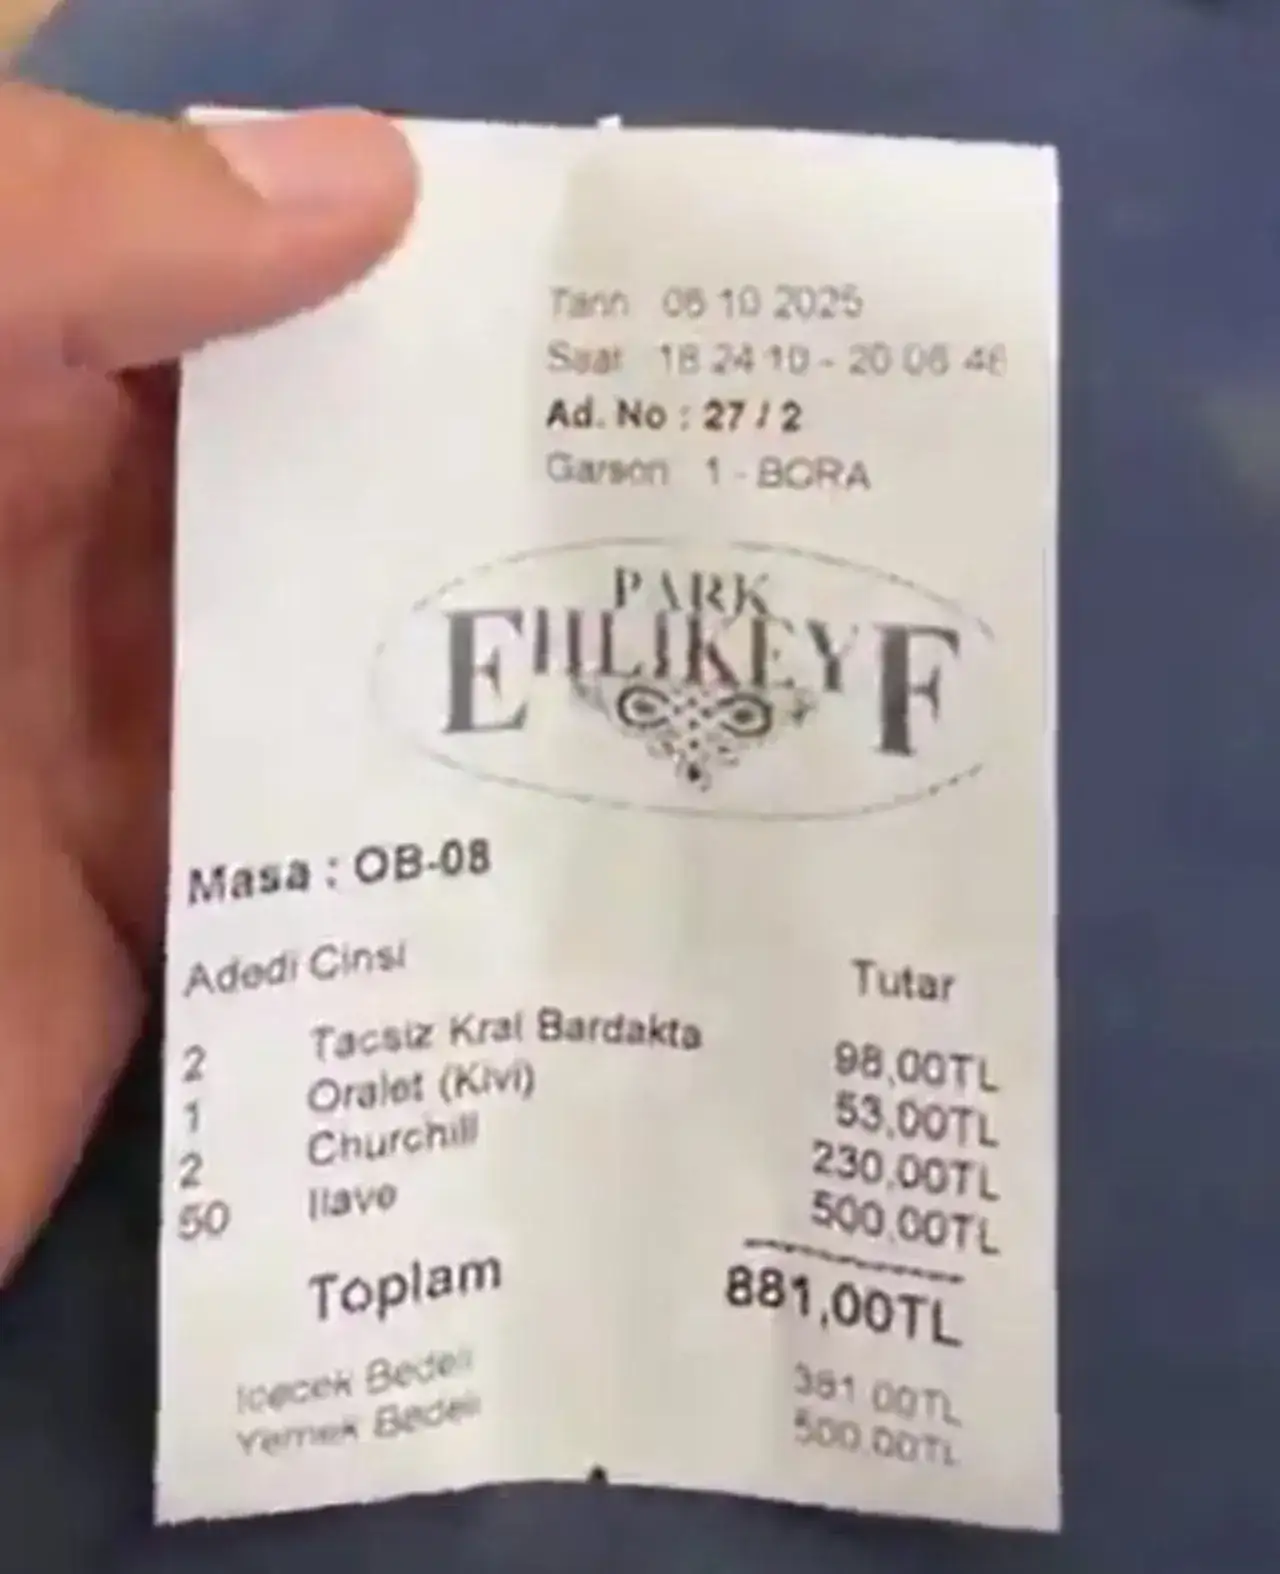 Tarih 06 10 2025
Saat 18 24 10 - 20 06 46
Ad. No : 27 / 2
Garson 1 - BORA
PARK
EHLİKEYF
Masa : OB-08
Adedi Cinsi Tutar
2 Tacsiz Kral Bardakta 98,00TL
1 Oralet (Kivi) 53,00TL
2 Churchill 230,00TL
50 Ilave 500,00TL
Toplam 881,00TL
Icecek Bedeli 381,00TL
Yemek Bedeli 500,00TL